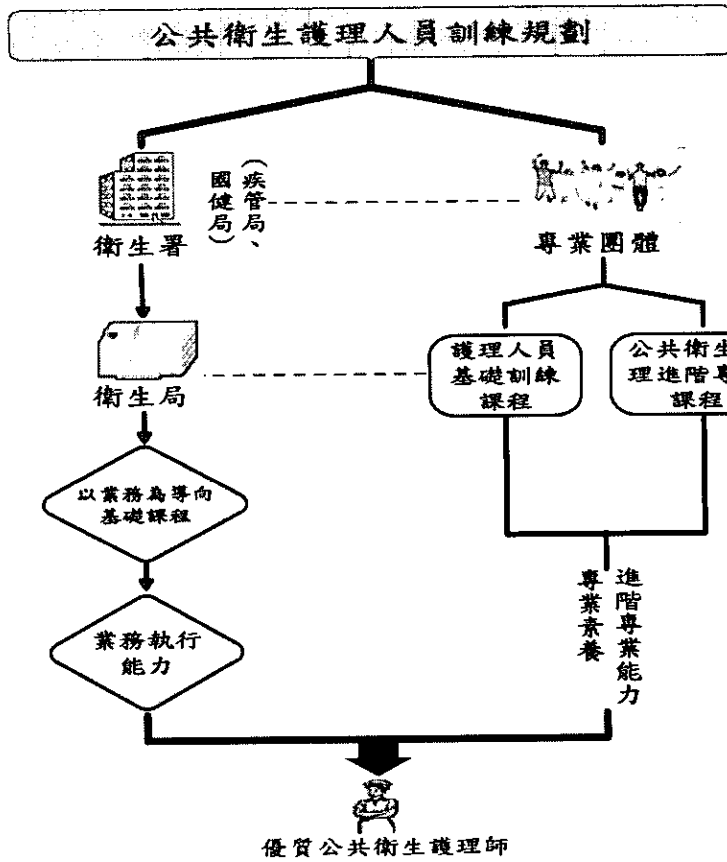 公共衛生護理人員訓練規劃
（疾管局、
國健局）
衛生署
專業團體
衛生局
護理人員
基礎訓練
課程
公共衛生
理進階專
課程
以業務為導向
基礎課程
業務執行
能力
進階專業能力
專業素養
優質公共衛生護理師